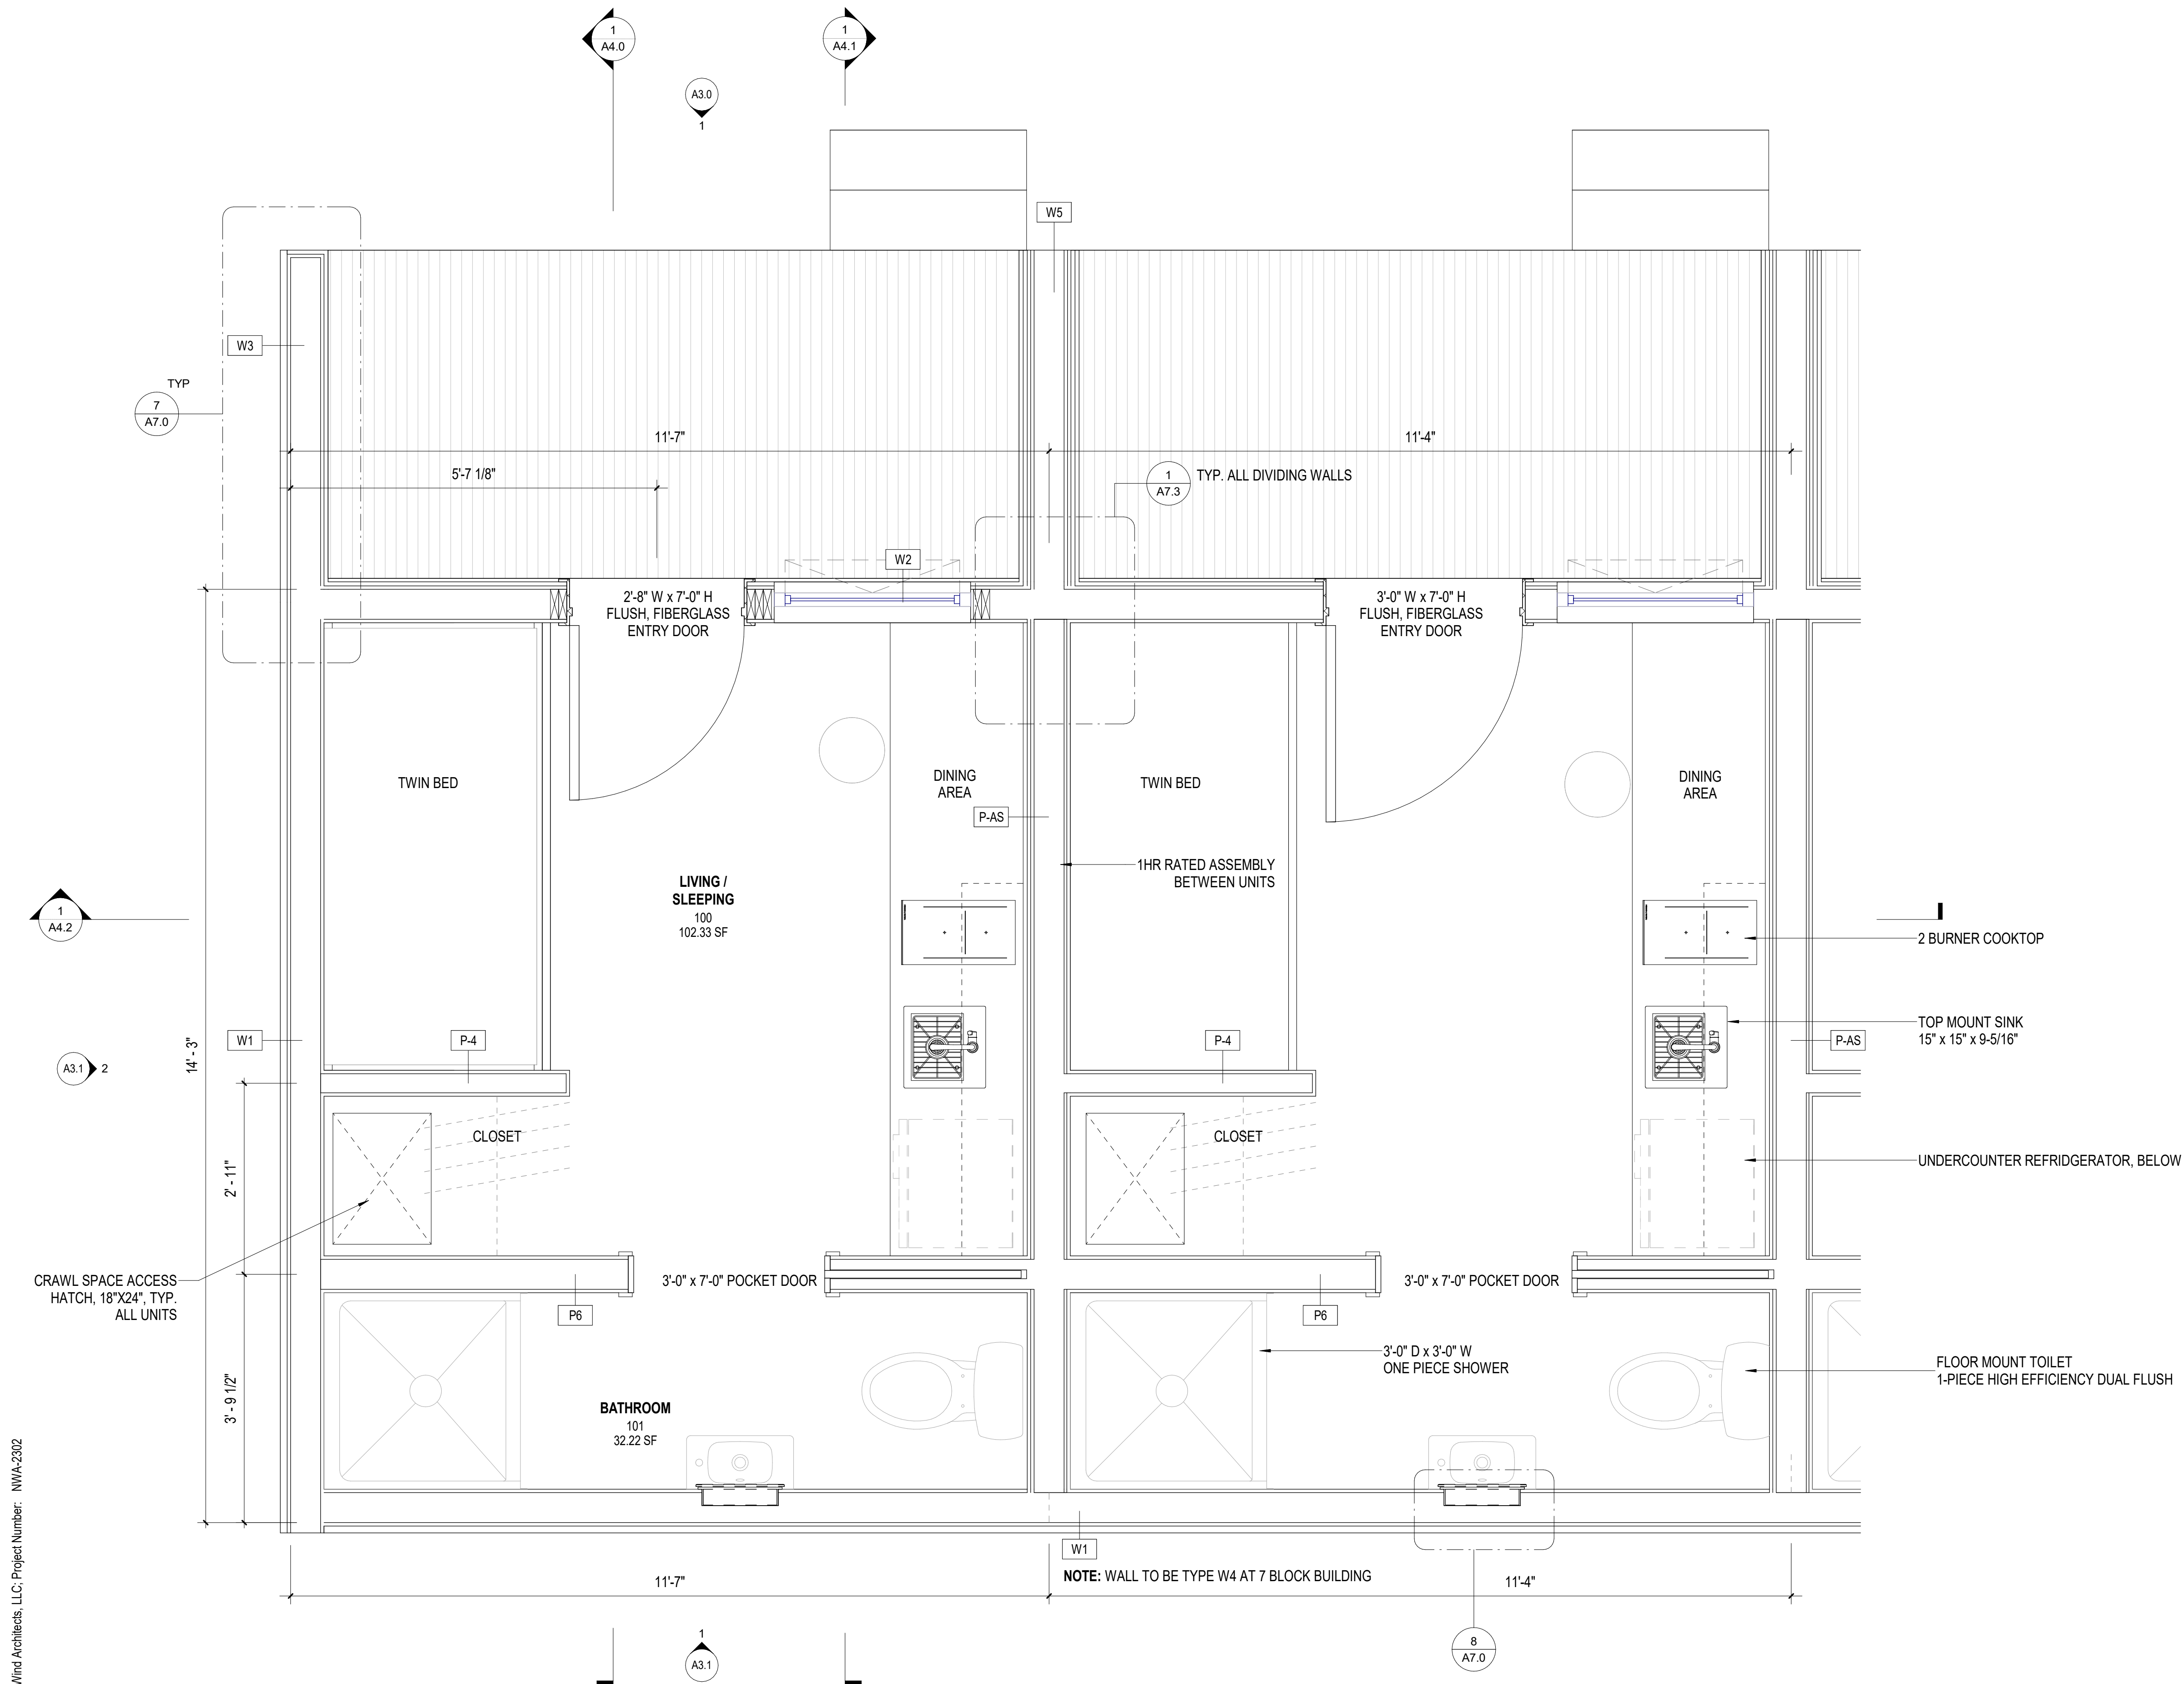 1
A4.0
1
A4.1
A3.0
1
W5
W3
TYP
7
A7.0
11'-7"
11'-4"
5'-7 1/8"
1
A7.3
TYP. ALL DIVIDING WALLS
W2
2'-8" W x 7'-0" H
FLUSH, FIBERGLASS
ENTRY DOOR
3'-0" W x 7'-0" H
FLUSH, FIBERGLASS
ENTRY DOOR
TWIN BED
DINING
AREA
TWIN BED
DINING
AREA
P-AS
1HR RATED ASSEMBLY
BETWEEN UNITS
LIVING /
SLEEPING
100
102.33 SF
1
A4.2
2 BURNER COOKTOP
TOP MOUNT SINK
15" x 15" x 9-5/16"
W1
P-4
P-4
P-AS
14' - 3"
A3.1
2
CLOSET
CLOSET
2' - 11"
UNDERCOUNTER REFRIDGERATOR, BELOW
CRAWL SPACE ACCESS
HATCH, 18"X24", TYP.
ALL UNITS
3'-0" x 7'-0" POCKET DOOR
3'-0" x 7'-0" POCKET DOOR
P6
P6
3'-0" D x 3'-0" W
ONE PIECE SHOWER
FLOOR MOUNT TOILET
1-PIECE HIGH EFFICIENCY DUAL FLUSH
3' - 9 1/2"
BATHROOM
101
32.22 SF
W1
NOTE: WALL TO BE TYPE W4 AT 7 BLOCK BUILDING
11'-7"
11'-4"
1
A3.1
8
A7.0
Wind Architects, LLC; Project Number: NWA-2302